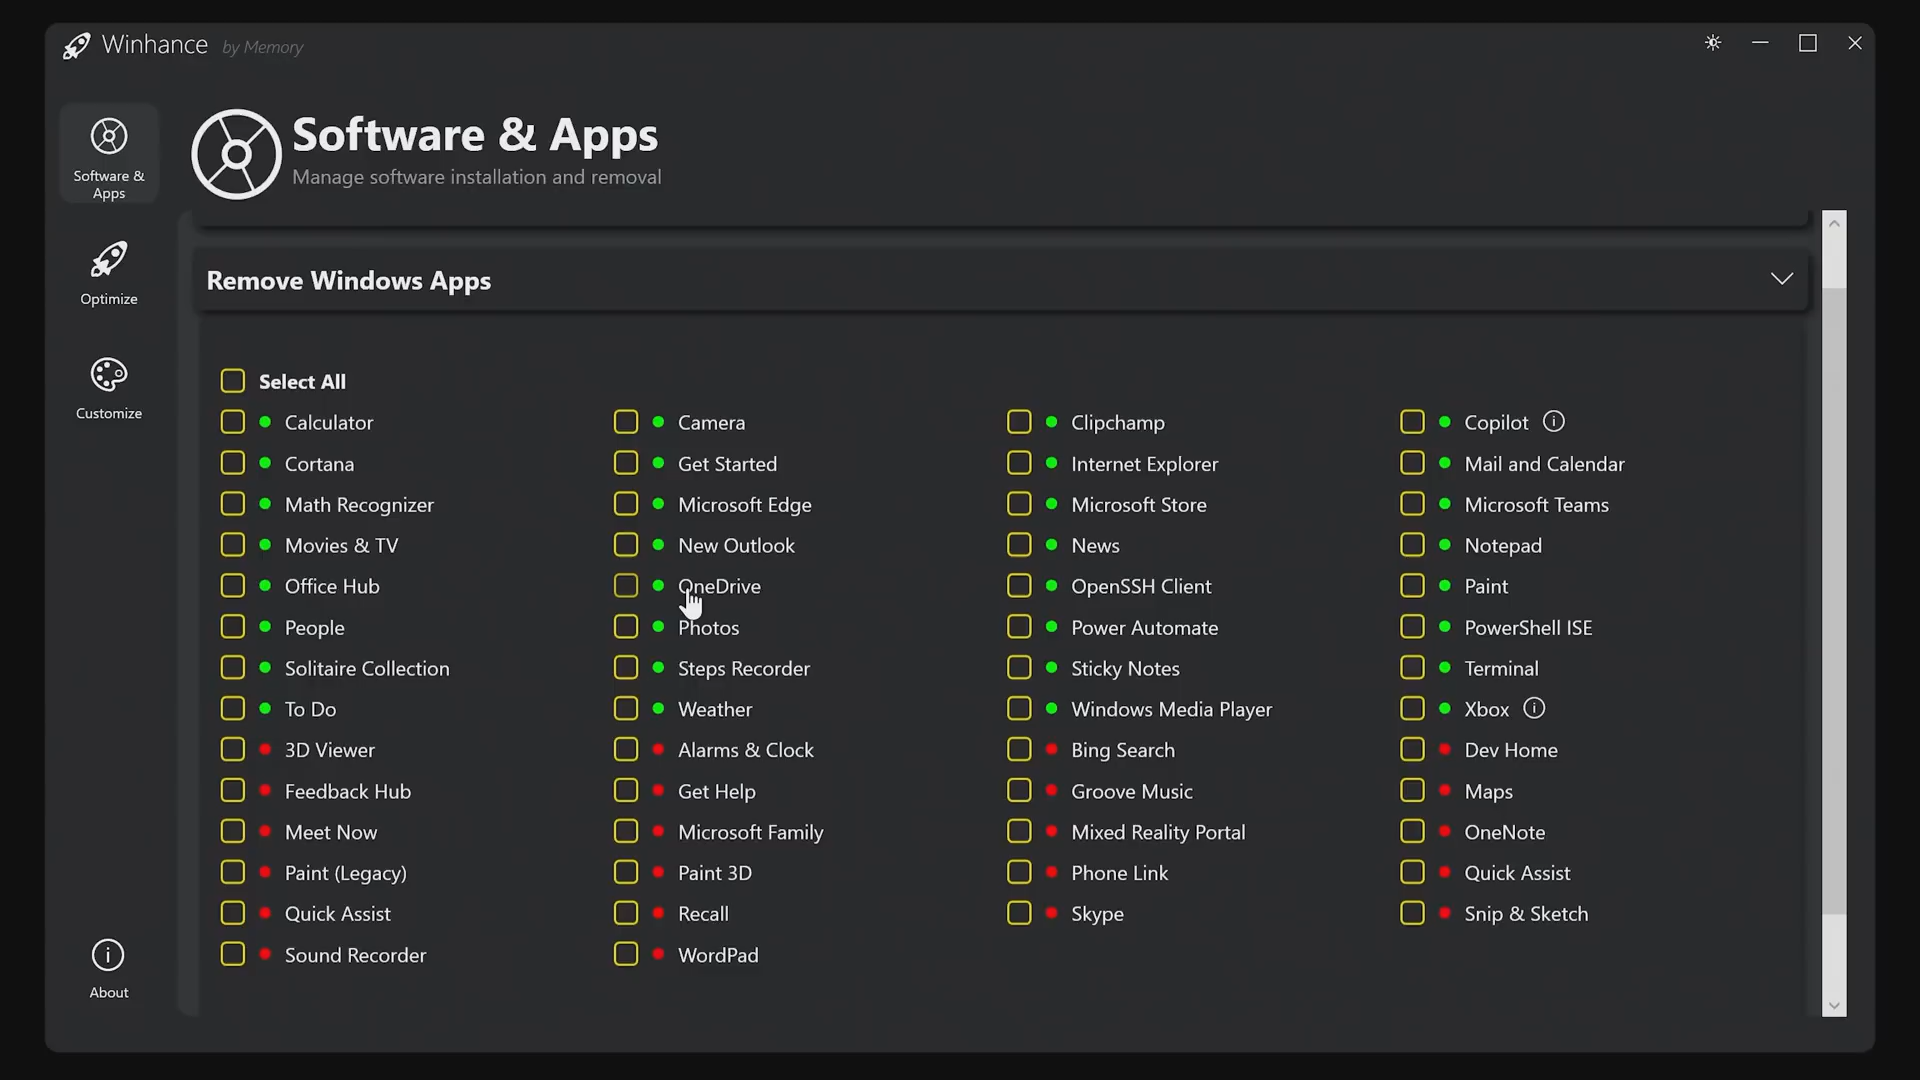 Winhance by Memory
Software & Apps
Manage software installation and removal
Software &
Apps
Optimize
Customize
About
Remove Windows Apps
Select All
Calculator Camera Clipchamp Copilot
Cortana Get Started Internet Explorer Mail and Calendar
Math Recognizer Microsoft Edge Microsoft Store Microsoft Teams
Movies & TV New Outlook News Notepad
Office Hub OneDrive OpenSSH Client Paint
People Photos Power Automate PowerShell ISE
Solitaire Collection Steps Recorder Sticky Notes Terminal
To Do Weather Windows Media Player Xbox
3D Viewer Alarms & Clock Bing Search Dev Home
Feedback Hub Get Help Groove Music Maps
Meet Now Microsoft Family Mixed Reality Portal OneNote
Paint (Legacy) Paint 3D Phone Link Quick Assist
Quick Assist Recall Skype Snip & Sketch
Sound Recorder WordPad